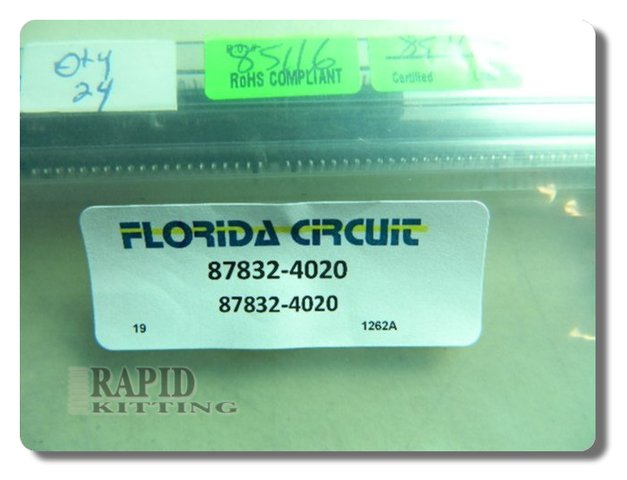 Qty
24
P.O.#
85116
RoHS COMPLIANT
Certified
FLORIDA CIRCUIT
87832-4020
87832-4020
19 1262A
RAPID
KITTING